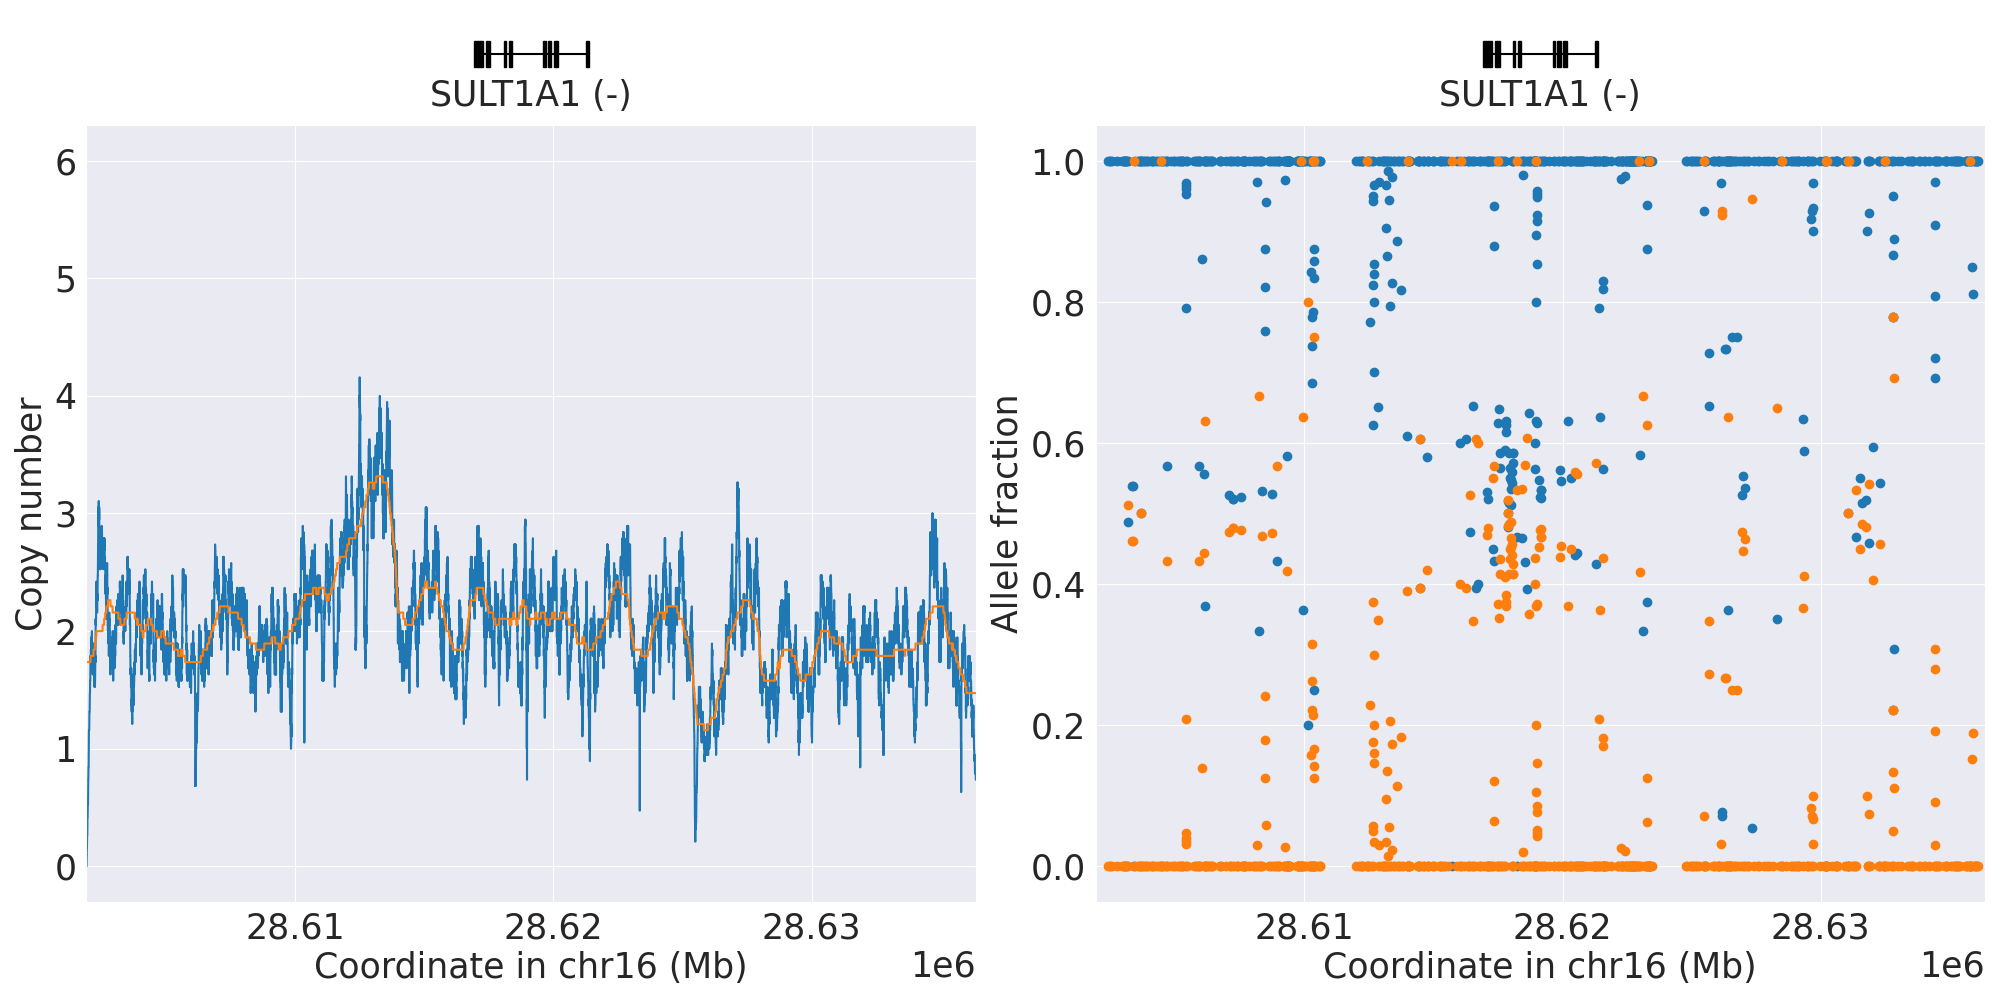 SULT1A1 (-)
6
5
4
3
2
1
0
Copy number
28.61
28.62
28.63
Coordinate in chr16 (Mb)
1e6
SULT1A1 (-)
1.0
0.8
0.6
0.4
0.2
0.0
Allele fraction
28.61
28.62
28.63
Coordinate in chr16 (Mb)
1e6